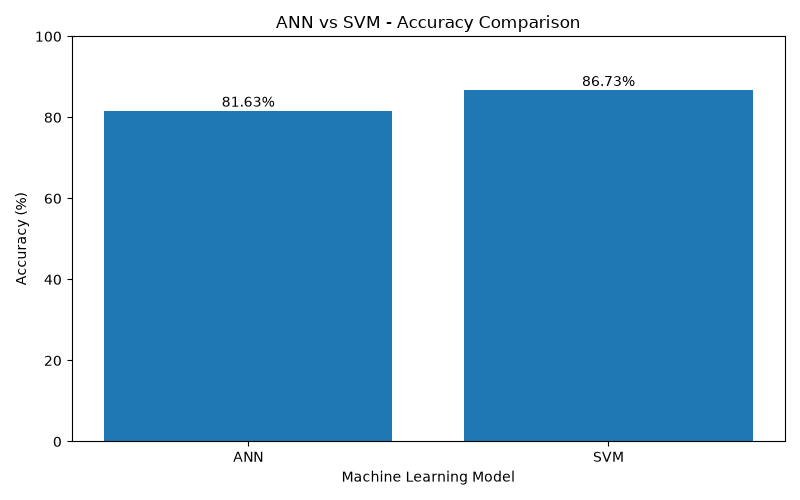 ANN vs SVM - Accuracy Comparison
100
80
60
40
20
0
Accuracy (%)
81.63%
86.73%
ANN
SVM
Machine Learning Model